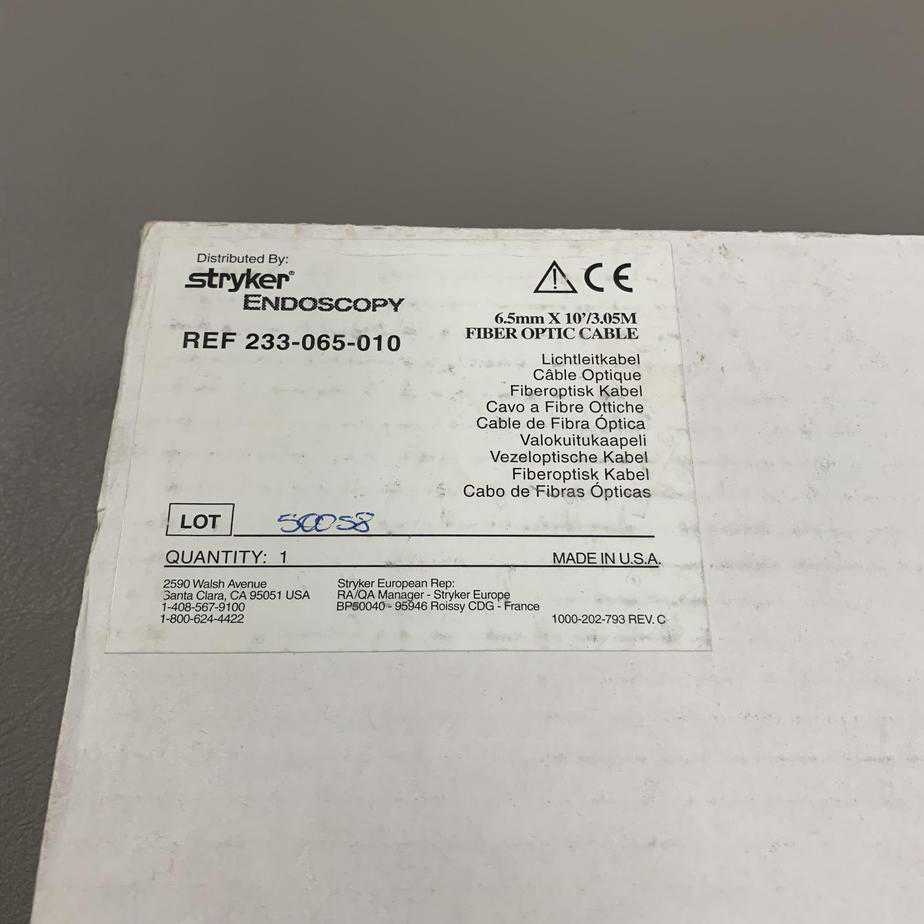 Distributed By:
stryker®
ENDOSCOPY
REF 233-065-010
CE
6.5mm X 10'/3.05M
FIBER OPTIC CABLE
Lichtleitkabel
Câble Optique
Fiberoptisk Kabel
Cavo a Fibre Ottiche
Cable de Fibra Óptica
Valokuitukaapeli
Vezeloptische Kabel
Fiberoptisk Kabel
Cabo de Fibras Ópticas
LOT 50058
QUANTITY: 1 MADE IN U.S.A.
2590 Walsh Avenue
Santa Clara, CA 95051 USA
1-408-567-9100
1-800-624-4422
Stryker European Rep:
RA/QA Manager - Stryker Europe
BP50040 - 95946 Roissy CDG - France
1000-202-793 REV. C